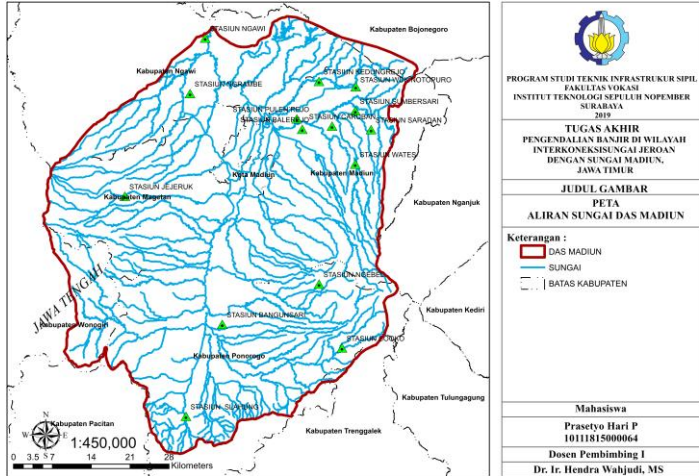 STASIUN NGAWI
Kabupaten Bojonegoro
Kabupaten Ngawi
STASIUN KEDUNGREJO
STASIUN
STASIUN SUMBERSARI
STASIUN CARUBAN
STASIUN SARADAN
STASIUN WATES
Kota Madiun
Kabupaten Madiun
STASIUN JEJERUK
Kabupaten Magetan
Kabupaten Nganjuk
JAWA TENGAH
STASIUN NGEBEL
Kabupaten Kediri
Kabupaten Wonogiri
STASIUN BANGUNSARI
Kabupaten Ponorogo
STASIUN
Kabupaten Tulungagung
STASIUN SLAHUNG
Kabupaten Pacitan
Kabupaten Trenggalek
N
W E
S
1:450,000
0 3.5 7 14 21 28
Kilometers
PROGRAM STUDI TEKNIK INFRASTRUKUR SIPIL
FAKULTAS VOKASI
INSTITUT TEKNOLOGI SEPULUH NOPEMBER
SURABAYA
2019
TUGAS AKHIR
PENGENDALIAN BANJIR DI WILAYAH
INTERKONEKSISUNGAI JEROAN
DENGAN SUNGAI MADIUN,
JAWA TIMUR
JUDUL GAMBAR
PETA
ALIRAN SUNGAI DAS MADIUN
Keterangan :
DAS MADIUN
SUNGAI
BATAS KABUPATEN
Mahasiswa
Prasetyo Hari P
10111815000064
Dosen Pembimbing I
Dr. Ir. Hendra Wahjudi, MS